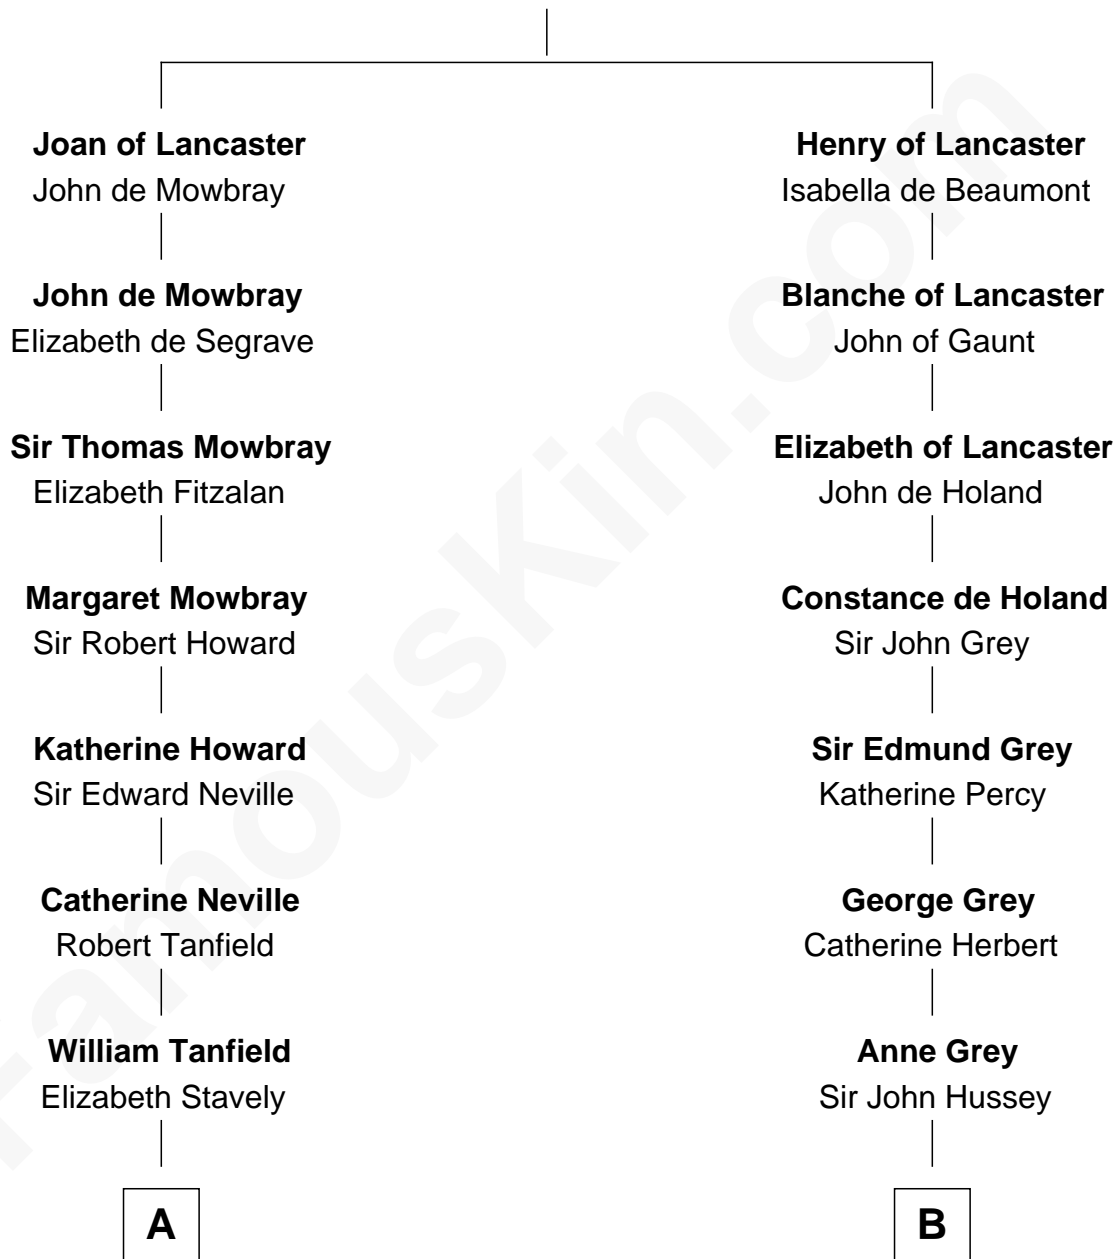 Joan of Lancaster
John de Mowbray
Henry of Lancaster
Isabella de Beaumont
John de Mowbray
Elizabeth de Segrave
Blanche of Lancaster
John of Gaunt
Sir Thomas Mowbray
Elizabeth Fitzalan
Elizabeth of Lancaster
John de Holand
Margaret Mowbray
Sir Robert Howard
Constance de Holand
Sir John Grey
Katherine Howard
Sir Edward Neville
Sir Edmund Grey
Katherine Percy
Catherine Neville
Robert Tanfield
George Grey
Catherine Herbert
William Tanfield
Elizabeth Stavely
Anne Grey
Sir John Hussey
A
B
FamousKin.com